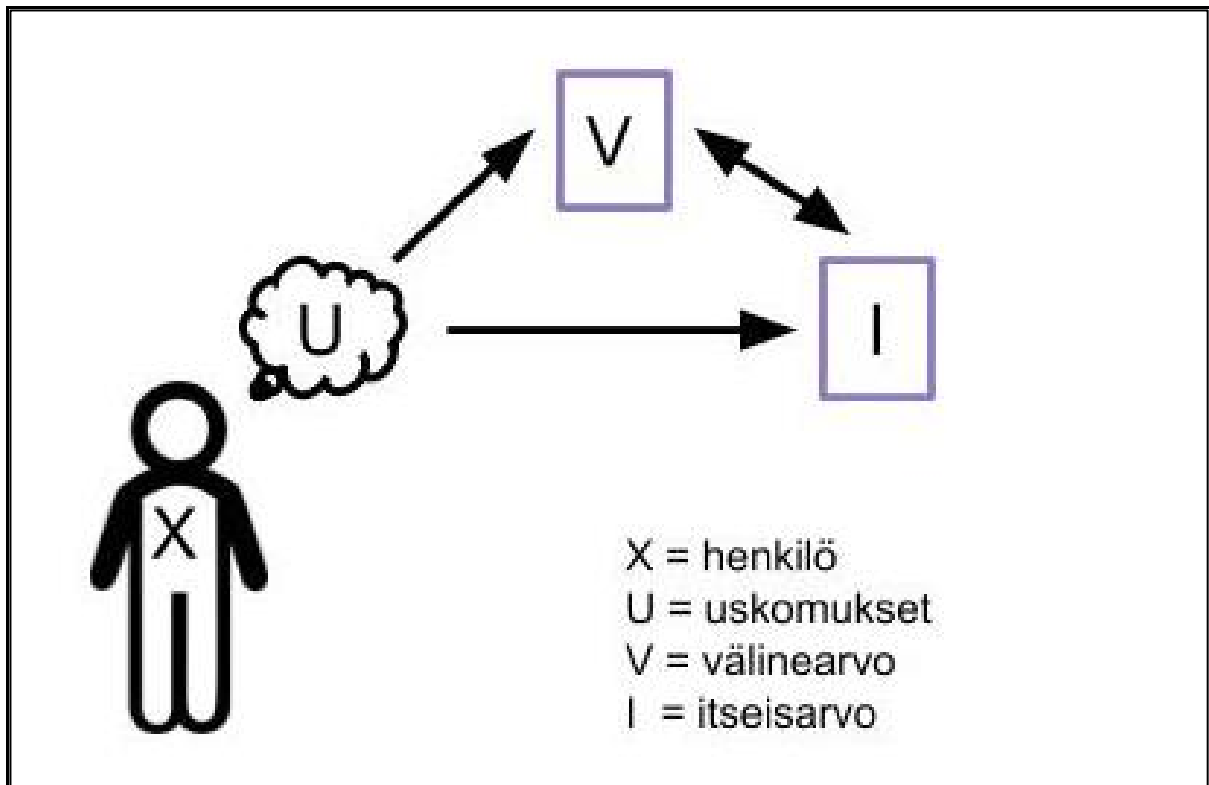 V
U
I
X
X = henkilö
U = uskomukset
V = välinearvo
I = itseisarvo